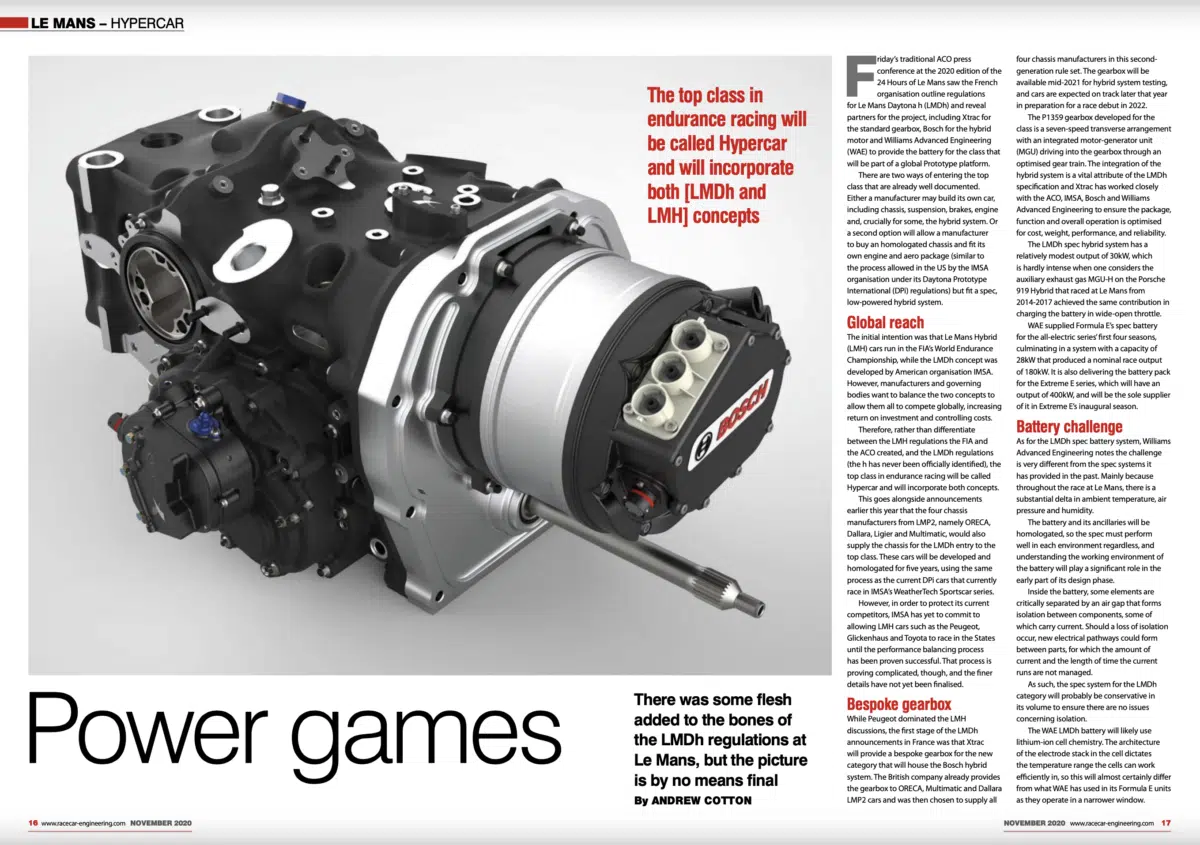 LE MANS – HYPERCAR
The top class in
endurance racing will
be called Hypercar
and will incorporate
both [LMDh and
LMH] concepts
BOSCH
Power games
There was some flesh
added to the bones of
the LMDh regulations at
Le Mans, but the picture
is by no means final
By ANDREW COTTON
Friday’s traditional ACO press
conference at the 2020 edition of the
24 Hours of Le Mans saw the French
organisation outline regulations
for Le Mans Daytona h (LMDh) and reveal
partners for the project, including Xtrac for
the standard gearbox, Bosch for the hybrid
motor and Williams Advanced Engineering
(WAE) to provide the battery for the class that
will be part of a global Prototype platform.
There are two ways of entering the top
class that are already well documented.
Either a manufacturer may build its own car,
including chassis, suspension, brakes, engine
and, crucially for some, the hybrid system. Or
a second option will allow a manufacturer
to buy an homologated chassis and fit its
own engine and aero package (similar to
the process allowed in the US by the IMSA
organisation under its Daytona Prototype
International (DPi) regulations) but fit a spec,
low-powered hybrid system.
Global reach
The initial intention was that Le Mans Hybrid
(LMH) cars run in the FIA’s World Endurance
Championship, while the LMDh concept was
developed by American organisation IMSA.
However, manufacturers and governing
bodies want to balance the two concepts to
allow them all to compete globally, increasing
return on investment and controlling costs.
Therefore, rather than differentiate
between the LMH regulations the FIA and
the ACO created, and the LMDh regulations
(the h has never been officially identified), the
top class in endurance racing will be called
Hypercar and will incorporate both concepts.
This goes alongside announcements
earlier this year that the four chassis
manufacturers from LMP2, namely ORECA,
Dallara, Ligier and Multimatic, would also
supply the chassis for the LMDh entry to the
top class. These cars will be developed and
homologated for five years, using the same
process as the current DPi cars that currently
race in IMSA’s WeatherTech Sportscar series.
However, in order to protect its current
competitors, IMSA has yet to commit to
allowing LMH cars such as the Peugeot,
Glickenhaus and Toyota to race in the States
until the performance balancing process
has been proven successful. That process is
proving complicated, though, and the finer
details have not yet been finalised.
Bespoke gearbox
While Peugeot dominated the LMH
discussions, the first stage of the LMDh
announcements in France was that Xtrac
will provide a bespoke gearbox for the new
category that will house the Bosch hybrid
system. The British company already provides
the gearbox to ORECA, Multimatic and Dallara
LMP2 cars and was then chosen to supply all
four chassis manufacturers in this second-
generation rule set. The gearbox will be
available mid-2021 for hybrid system testing,
and cars are expected on track later that year
in preparation for a race debut in 2022.
The P1359 gearbox developed for the
class is a seven-speed transverse arrangement
with an integrated motor-generator unit
(MGU) driving into the gearbox through an
optimised gear train. The integration of the
hybrid system is a vital attribute of the LMDh
specification and Xtrac has worked closely
with the ACO, IMSA, Bosch and Williams
Advanced Engineering to ensure the package,
function and overall operation is optimised
for cost, weight, performance, and reliability.
The LMDh spec hybrid system has a
relatively modest output of 30kW, which
is hardly intense when one considers the
auxiliary exhaust gas MGU-H on the Porsche
919 Hybrid that raced at Le Mans from
2014-2017 achieved the same contribution in
charging the battery in wide-open throttle.
WAE supplied Formula E’s spec battery
for the all-electric series’ first four seasons,
culminating in a system with a capacity of
28kW that produced a nominal race output
of 180kW. It is also delivering the battery pack
for the Extreme E series, which will have an
output of 400kW, and will be the sole supplier
of it in Extreme E’s inaugural season.
Battery challenge
As for the LMDh spec battery system, Williams
Advanced Engineering notes the challenge
is very different from the spec systems it
has provided in the past. Mainly because
throughout the race at Le Mans, there is a
substantial delta in ambient temperature, air
pressure and humidity.
The battery and its ancillaries will be
homologated, so the spec must perform
well in each environment regardless, and
understanding the working environment of
the battery will play a significant role in the
early part of its design phase.
Inside the battery, some elements are
critically separated by an air gap that forms
isolation between components, some of
which carry current. Should a loss of isolation
occur, new electrical pathways could form
between parts, for which the amount of
current and the length of time the current
runs are not managed.
As such, the spec system for the LMDh
category will probably be conservative in
its volume to ensure there are no issues
concerning isolation.
The WAE LMDh battery will likely use
lithium-ion cell chemistry. The architecture
of the electrode stack in the cell dictates
the temperature range the cells can work
efficiently in, so this will almost certainly differ
from what WAE has used in its Formula E units
as they operate in a narrower window.
16 www.racecar-engineering.com NOVEMBER 2020
NOVEMBER 2020 www.racecar-engineering.com 17